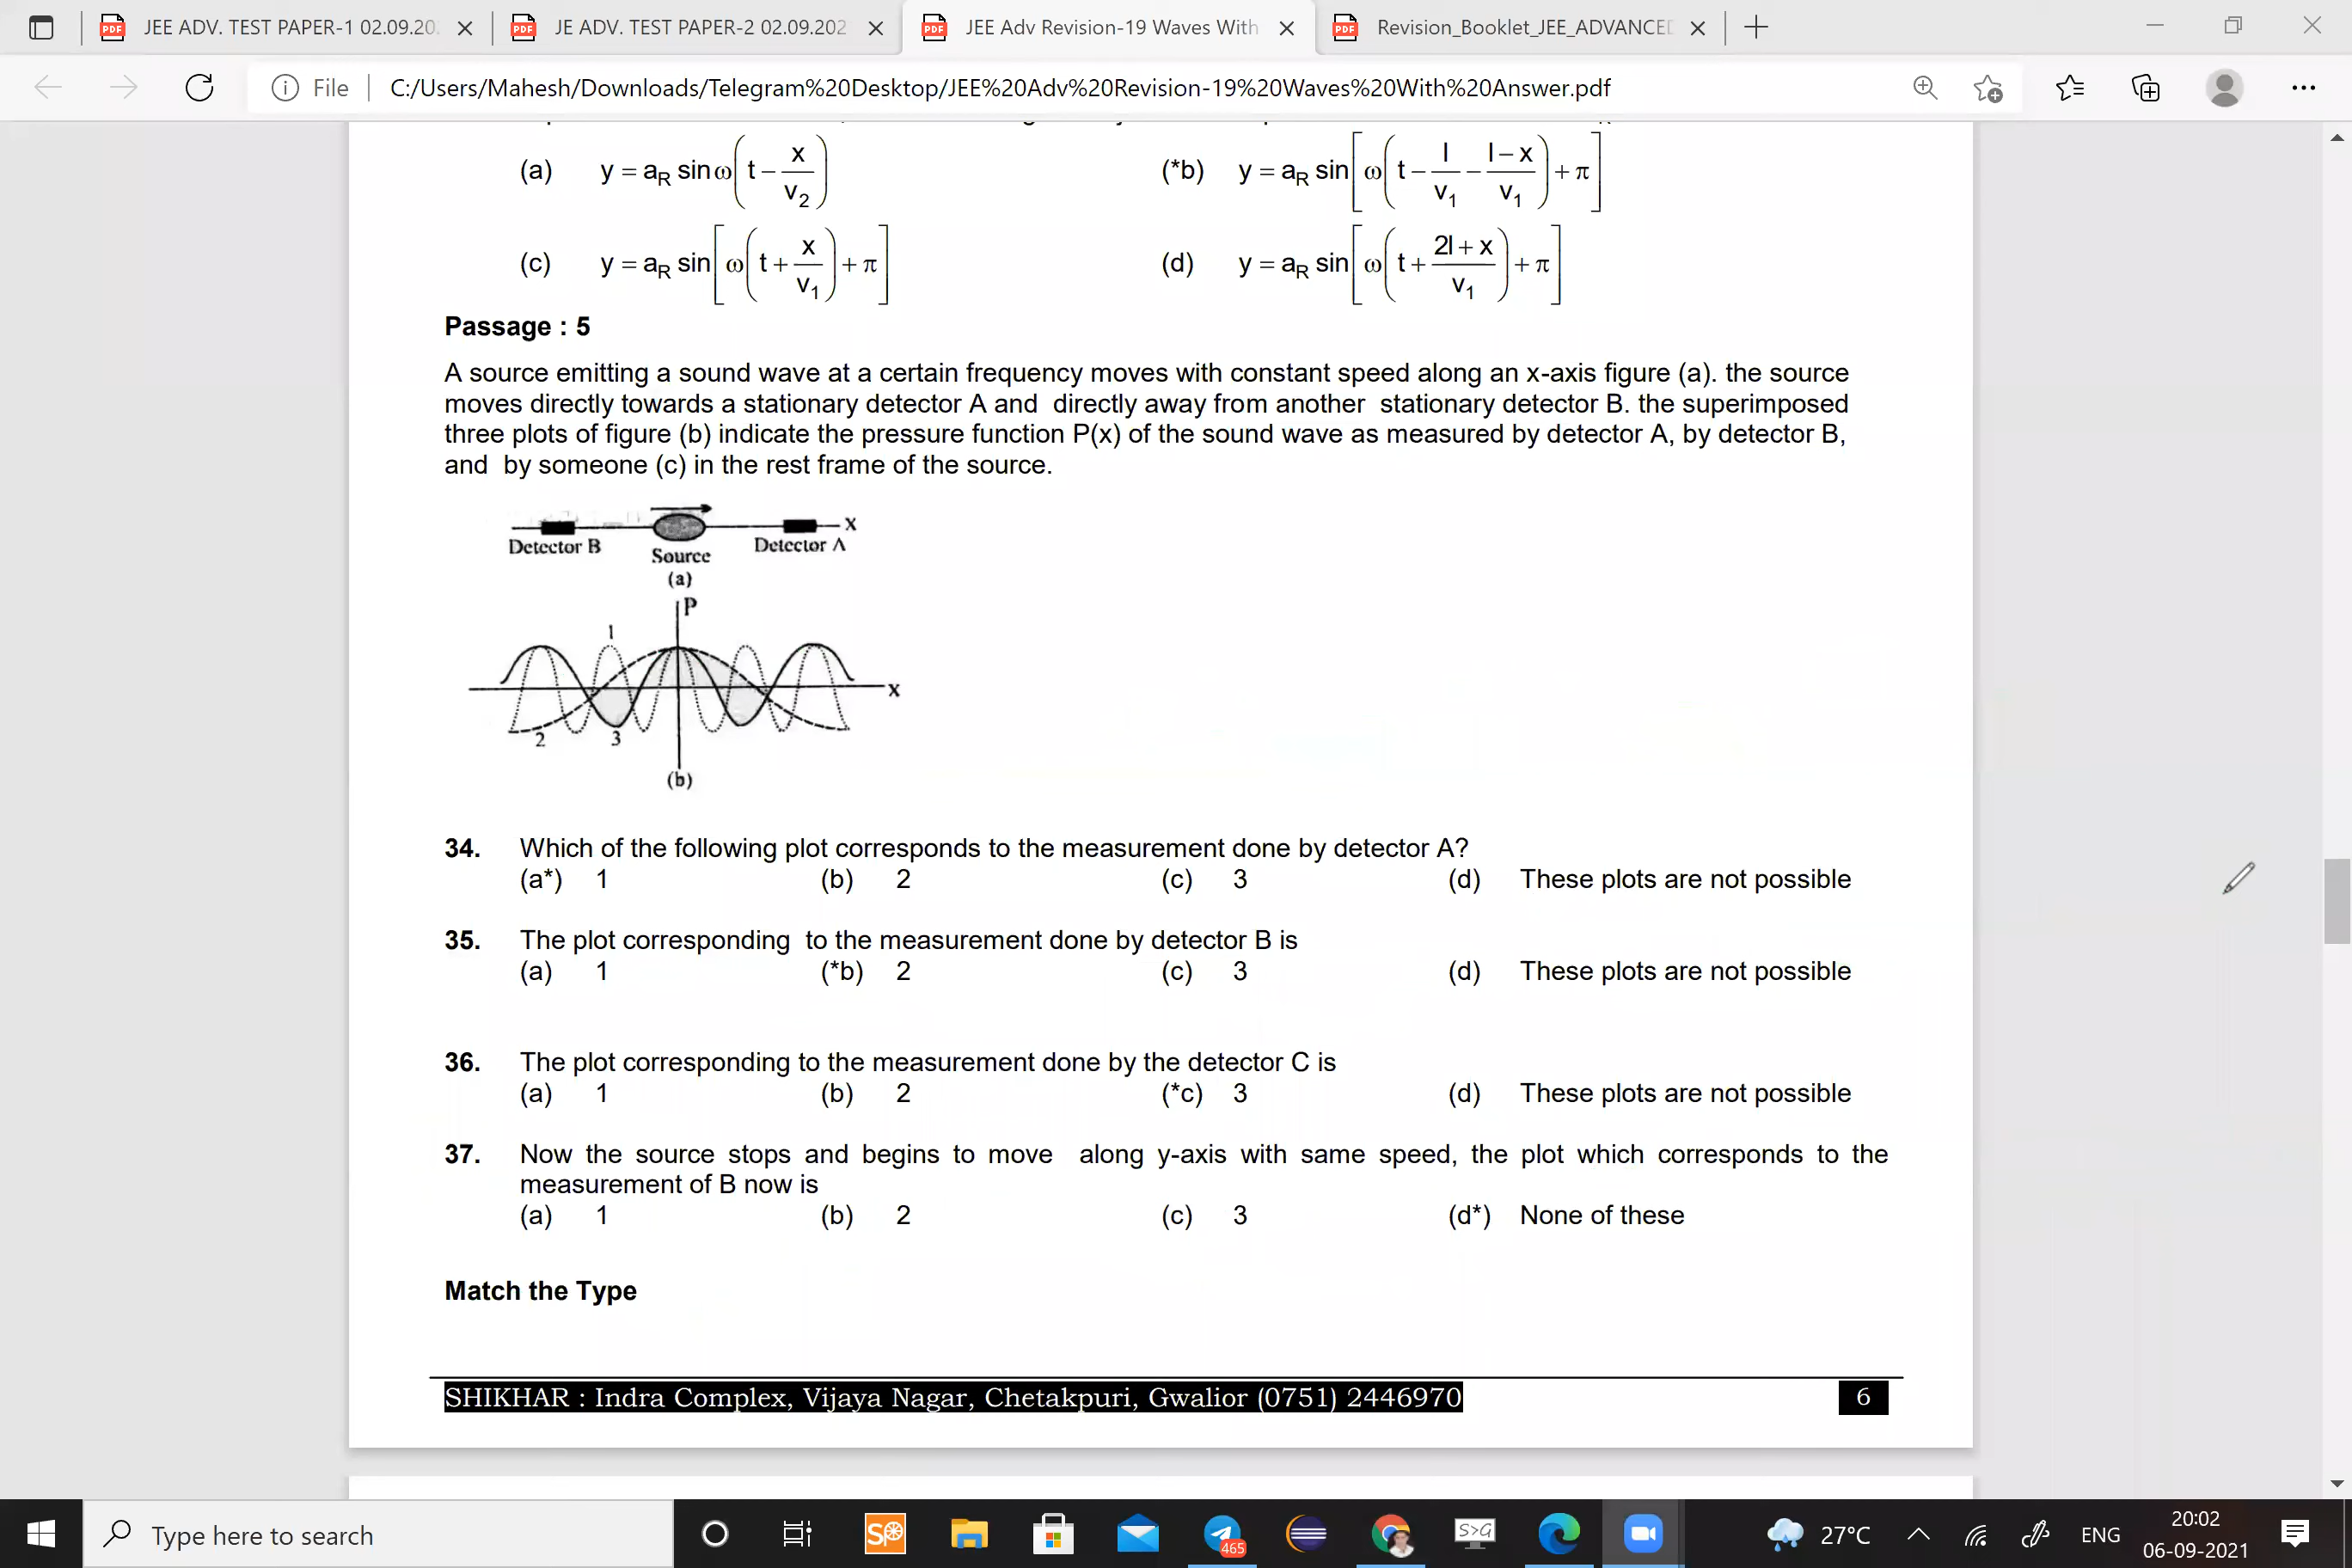 JEE ADV. TEST PAPER-1 02.09.20
JE ADV. TEST PAPER-2 02.09.202
JEE Adv Revision-19 Waves With
Revision_Booklet_JEE_ADVANCED
File
C:/Users/Mahesh/Downloads/Telegram%20Desktop/JEE%20Adv%20Revision-19%20Waves%20With%20Answer.pdf
(a) y = a_R sin ω(t − x/v₂) (*b) y = a_R sin[ω(t − l/v₁ − (l − x)/v₁) + π]
(c) y = a_R sin[ω(t + x/v₁) + π] (d) y = a_R sin[ω(t + (2l + x)/v₁) + π]
Passage : 5
A source emitting a sound wave at a certain frequency moves with constant speed along an x-axis figure (a). the source
moves directly towards a stationary detector A and directly away from another stationary detector B. the superimposed
three plots of figure (b) indicate the pressure function P(x) of the sound wave as measured by detector A, by detector B,
and by someone (c) in the rest frame of the source.
X
Detector B Source Detector A
(a)
P
1
x
2 3
(b)
34. Which of the following plot corresponds to the measurement done by detector A?
(a*) 1 (b) 2 (c) 3 (d) These plots are not possible
35. The plot corresponding to the measurement done by detector B is
(a) 1 (*b) 2 (c) 3 (d) These plots are not possible
36. The plot corresponding to the measurement done by the detector C is
(a) 1 (b) 2 (*c) 3 (d) These plots are not possible
37. Now the source stops and begins to move along y-axis with same speed, the plot which corresponds to the
measurement of B now is
(a) 1 (b) 2 (c) 3 (d*) None of these
Match the Type
SHIKHAR : Indra Complex, Vijaya Nagar, Chetakpuri, Gwalior (0751) 2446970 6
Type here to search
SP
465
S>G
27°C
ENG
20:02
06-09-2021